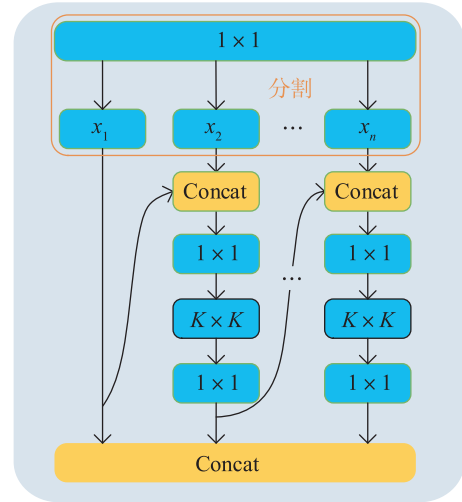 1 × 1
分割
x₁ x₂ … xₙ
Concat Concat
1 × 1 1 × 1
…
K × K K × K
1 × 1 1 × 1
Concat